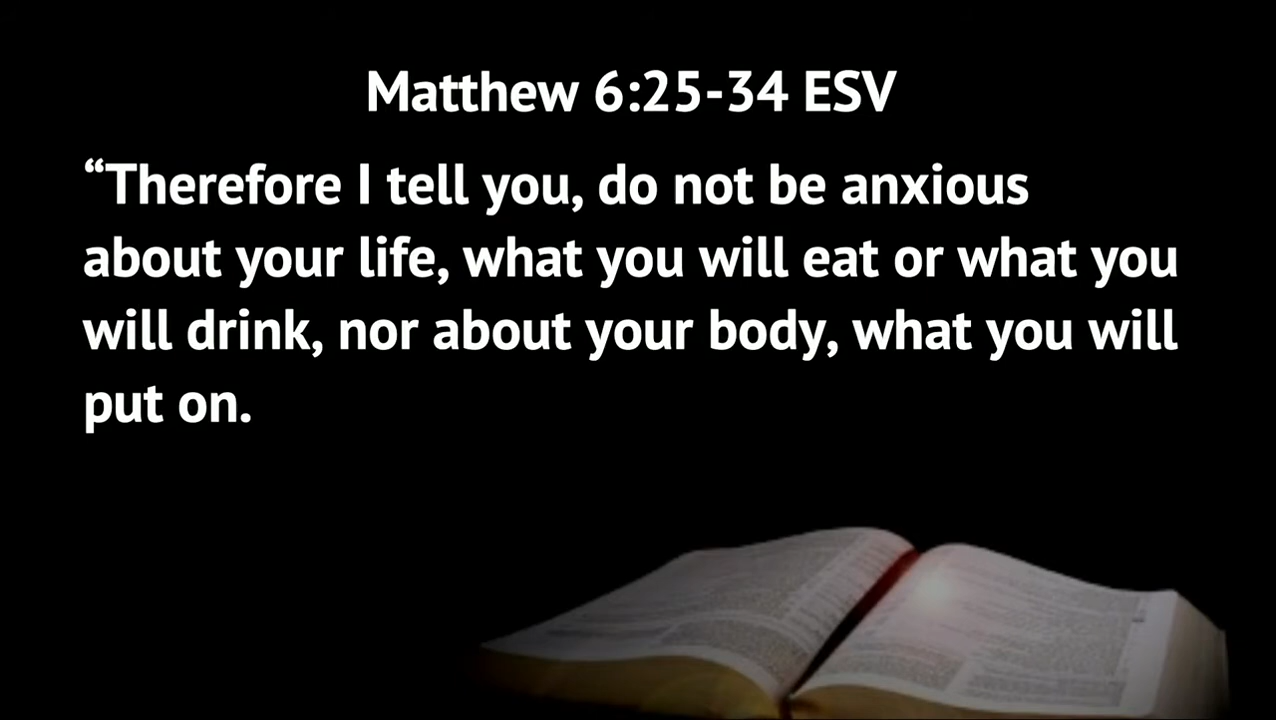 Matthew 6:25-34 ESV
“Therefore I tell you, do not be anxious
about your life, what you will eat or what you
will drink, nor about your body, what you will
put on.